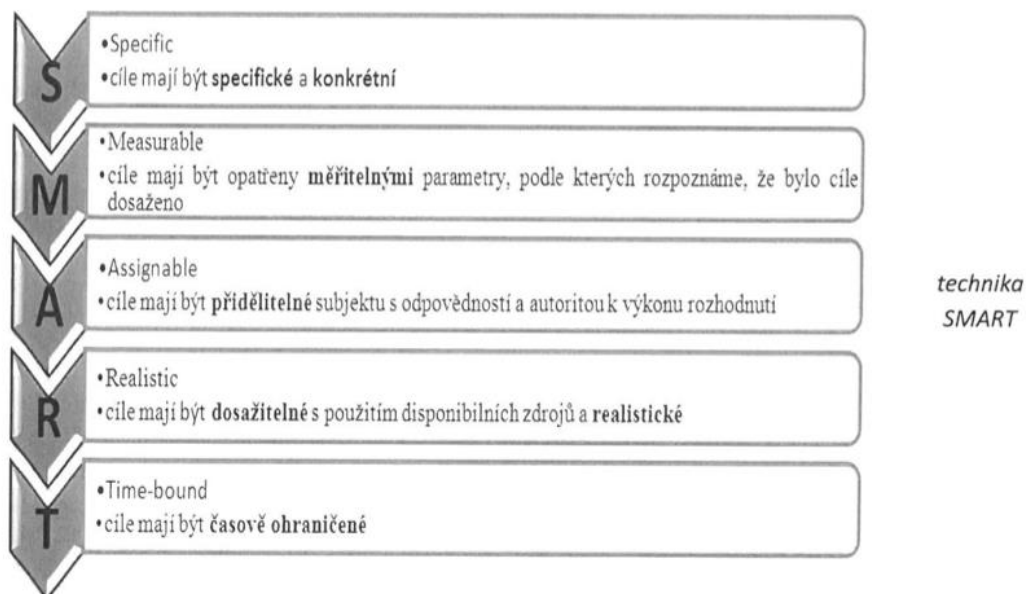 S
•Specific
•cíle mají být specifické a konkrétní
M
•Measurable
•cíle mají být opatřeny měřitelnými parametry, podle kterých rozpoznáme, že bylo cíle
dosaženo
A
•Assignable
•cíle mají být přidělitelné subjektu s odpovědností a autoritou k výkonu rozhodnutí
technika
SMART
R
•Realistic
•cíle mají být dosažitelné s použitím disponibilních zdrojů a realistické
T
•Time-bound
•cíle mají být časově ohraničené